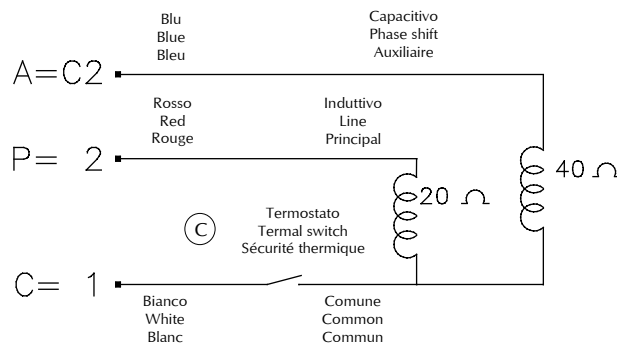 Blu
Blue
Bleu
Capacitivo
Phase shift
Auxiliaire
A=C2
Rosso
Red
Rouge
Induttivo
Line
Principal
P= 2
20 Ω
40 Ω
C
Termostato
Termal switch
Sécurité thermique
C= 1
Bianco
White
Blanc
Comune
Common
Commun